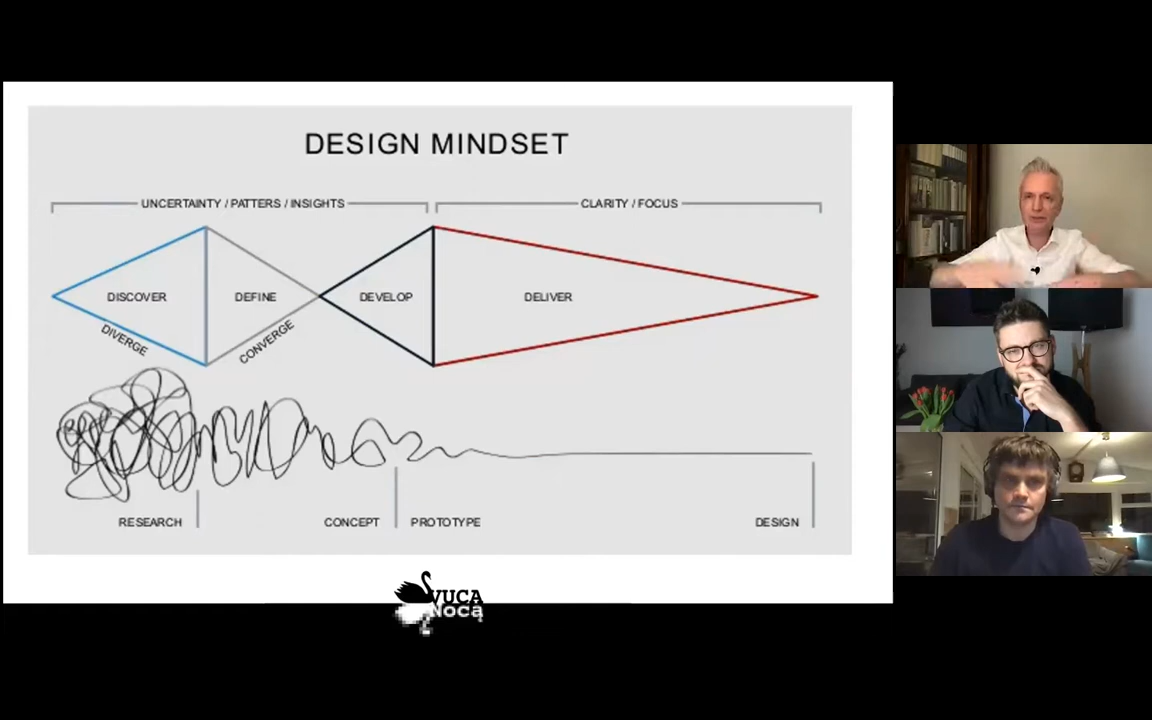 DESIGN MINDSET
UNCERTAINTY / PATTERS / INSIGHTS
CLARITY / FOCUS
DISCOVER
DEFINE
DEVELOP
DELIVER
DIVERGE
CONVERGE
RESEARCH
CONCEPT
PROTOTYPE
DESIGN
VUCA
Nocą